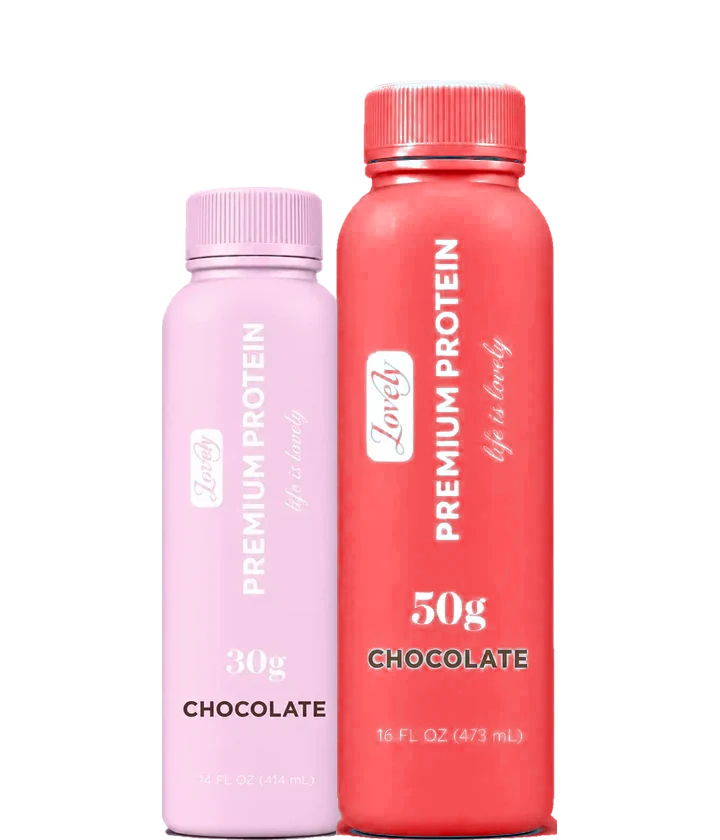 Lovely
PREMIUM PROTEIN
life is lovely
30g
CHOCOLATE
14 FL OZ (414 mL)
Lovely
PREMIUM PROTEIN
life is lovely
50g
CHOCOLATE
16 FL OZ (473 mL)